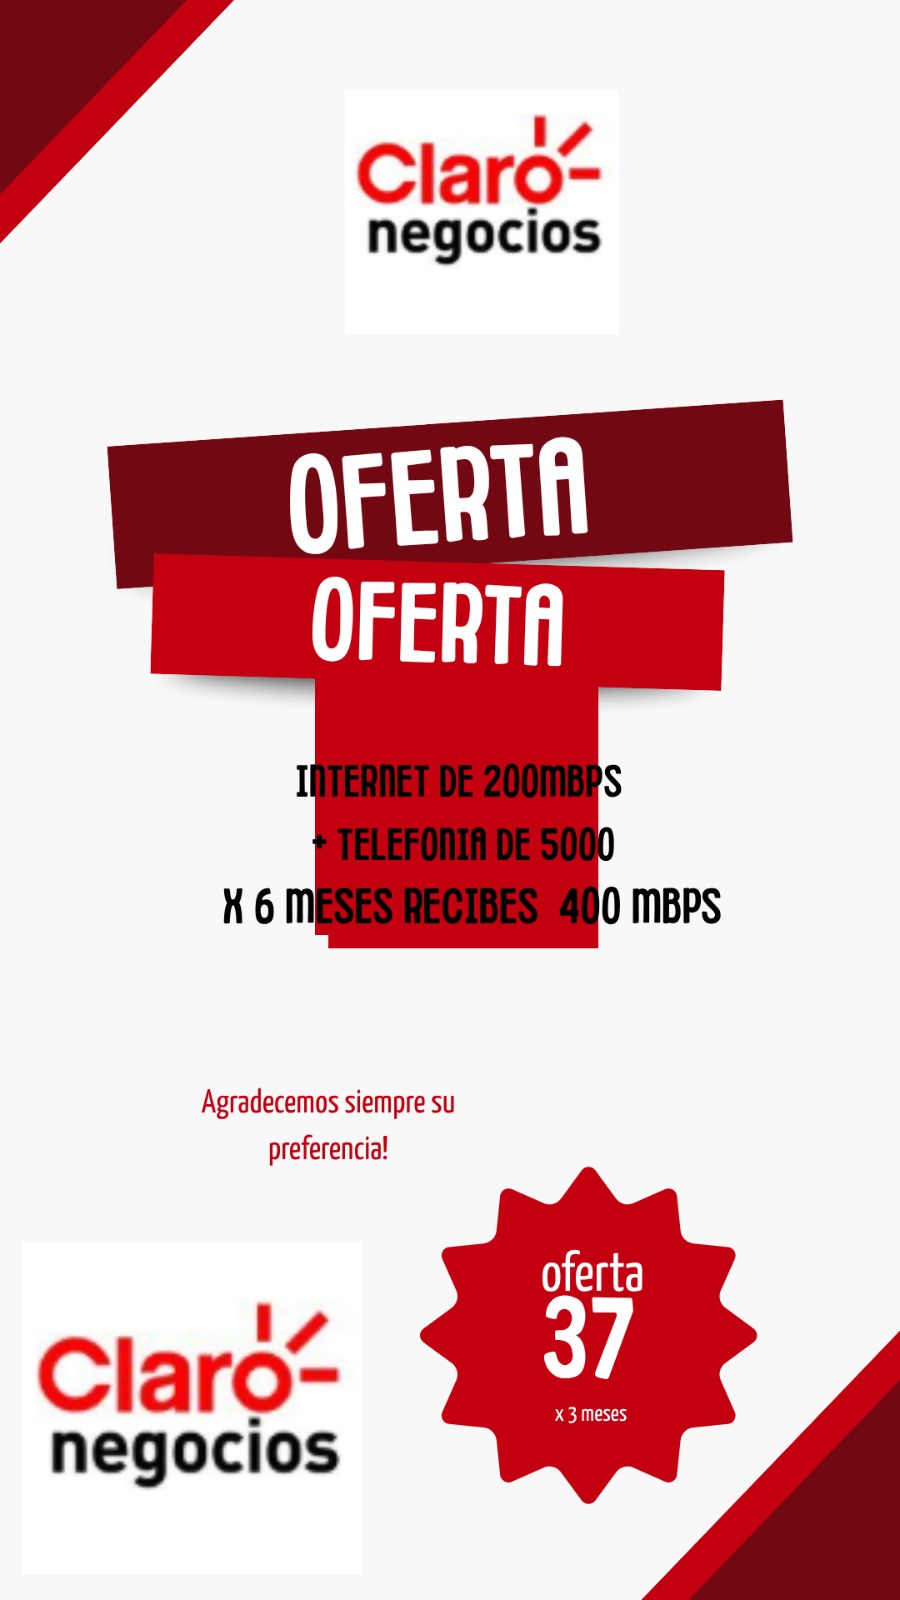 Claro-
negocios
OFERTA
OFERTA
INTERNET DE 200MBPS
+ TELEFONIA DE 5000
X 6 MESES RECIBES 400 MBPS
Agradecemos siempre su
preferencia!
oferta
37
x 3 meses
Claro-
negocios